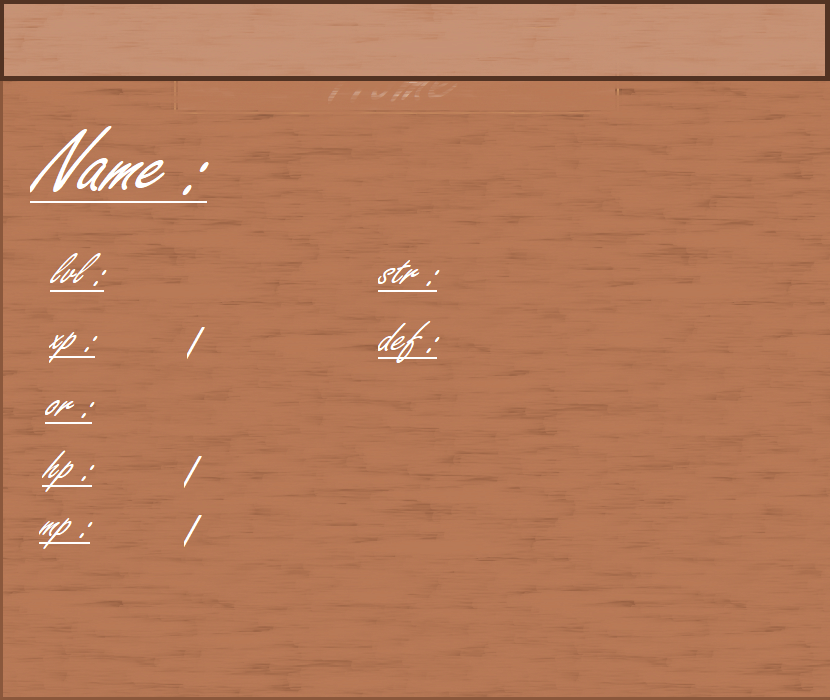 Name :
lvl : str :
xp : / def :
or :
hp : /
mp : /